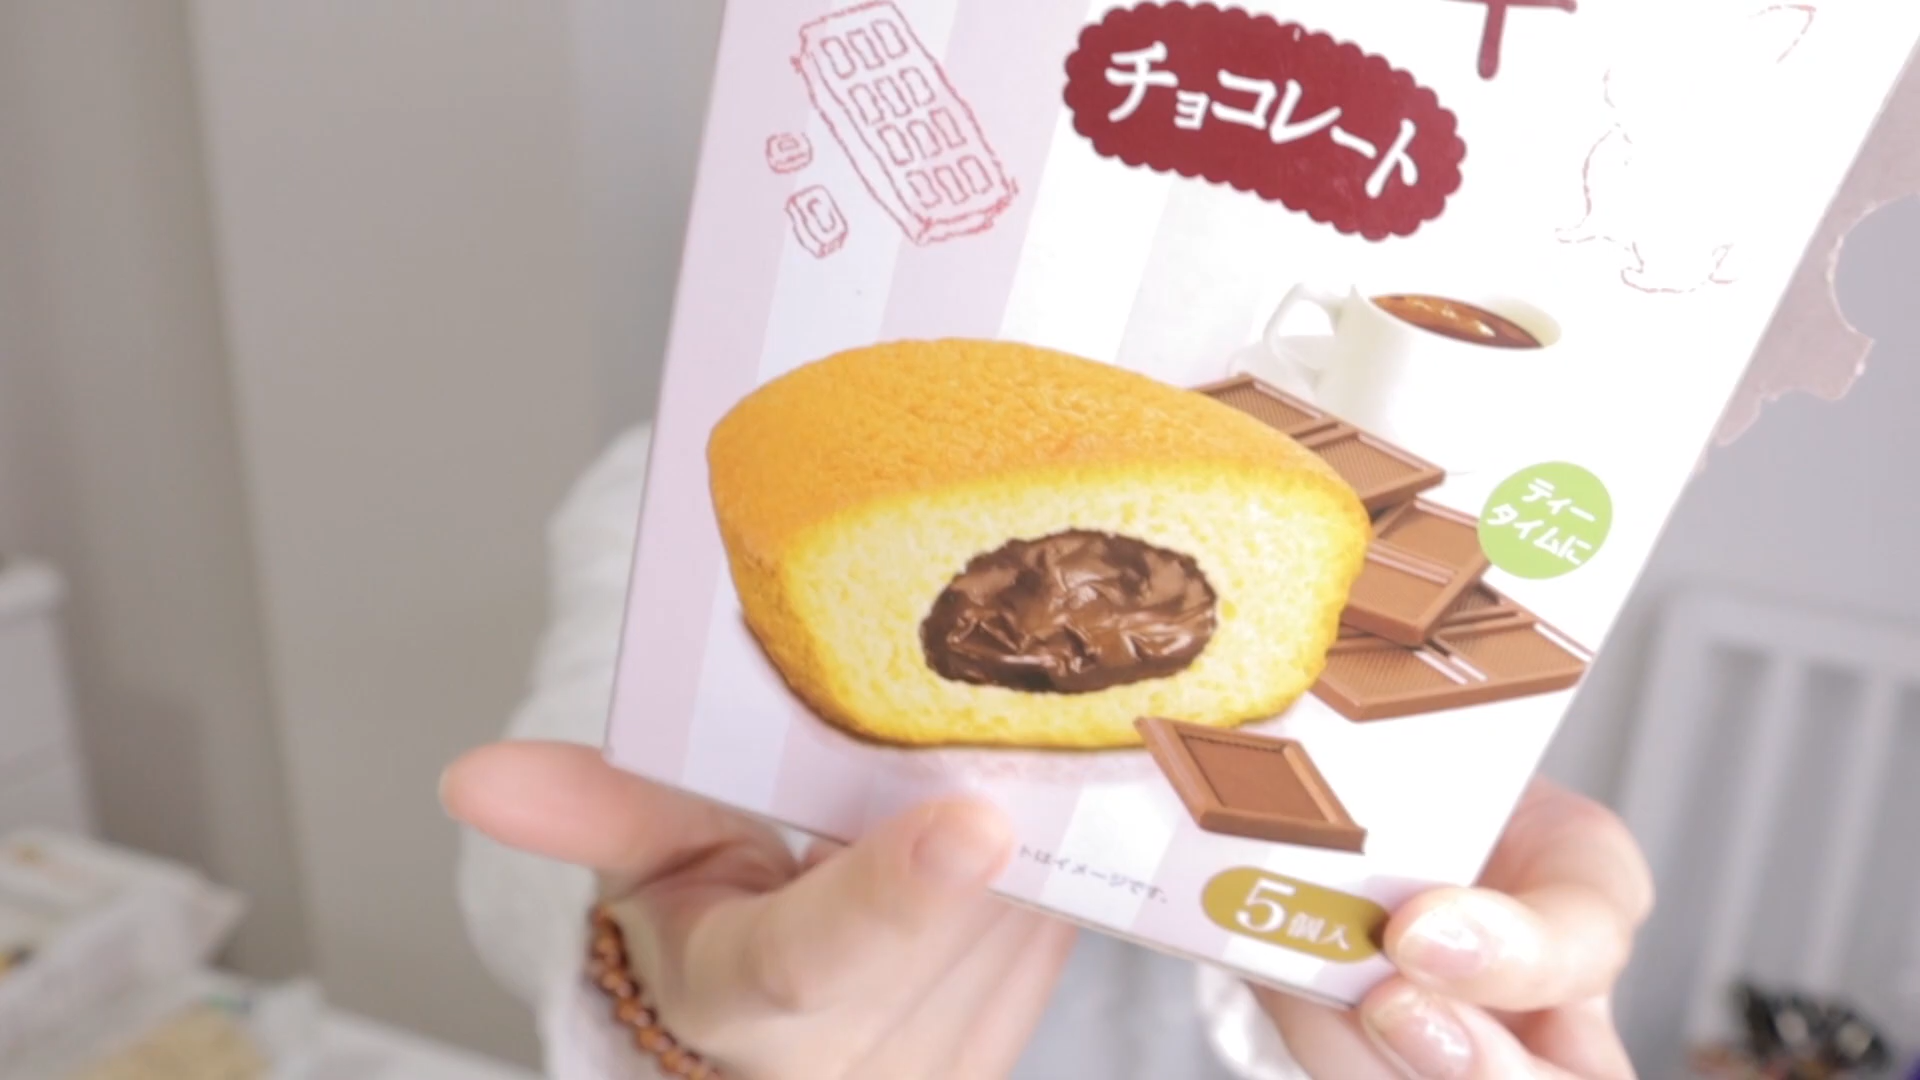 チョコレート
ティー
タイムに
はイメージです。
5個入